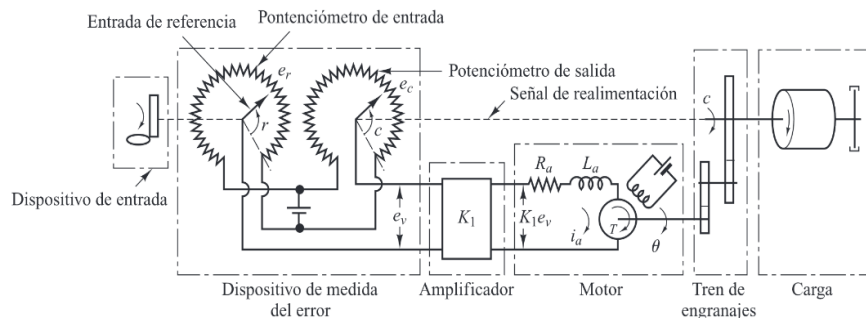 Entrada de referencia
Pontenciómetro de entrada
e_r
e_c
Potenciómetro de salida
Señal de realimentación
r
c
c
Dispositivo de entrada
R_a
L_a
e_v
K_1
K_1e_v
i_a
T
θ
Dispositivo de medida
del error
Amplificador
Motor
Tren de
engranajes
Carga